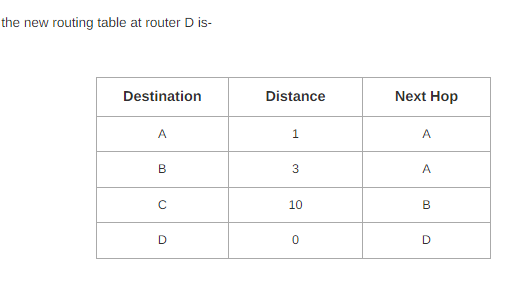 the new routing table at router D is-
Destination Distance Next Hop
A 1 A
B 3 A
C 10 B
D 0 D